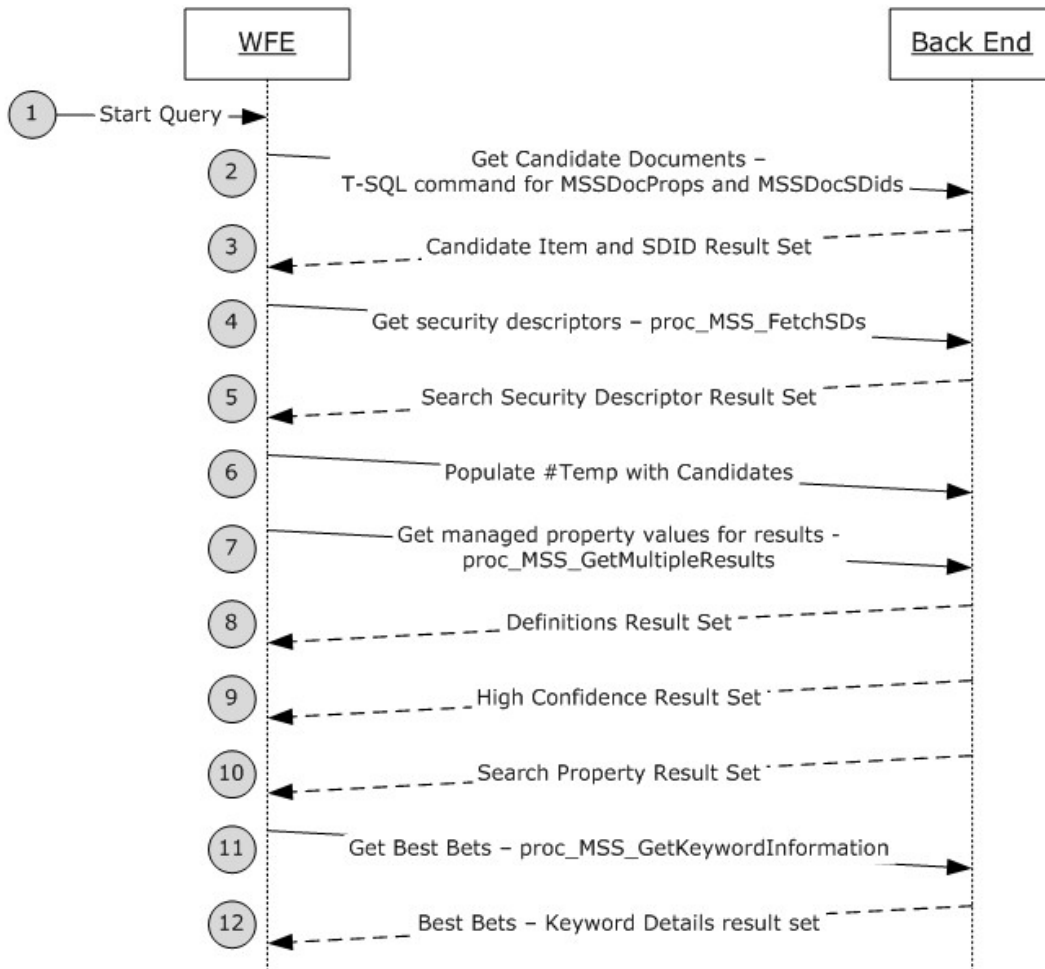 WFE
Back End
1
Start Query
2
Get Candidate Documents –
T-SQL command for MSSDocProps and MSSDocSDids
3
Candidate Item and SDID Result Set
4
Get security descriptors – proc_MSS_FetchSDs
5
Search Security Descriptor Result Set
6
Populate #Temp with Candidates
7
Get managed property values for results -
proc_MSS_GetMultipleResults
8
Definitions Result Set
9
High Confidence Result Set
10
Search Property Result Set
11
Get Best Bets – proc_MSS_GetKeywordInformation
12
Best Bets – Keyword Details result set